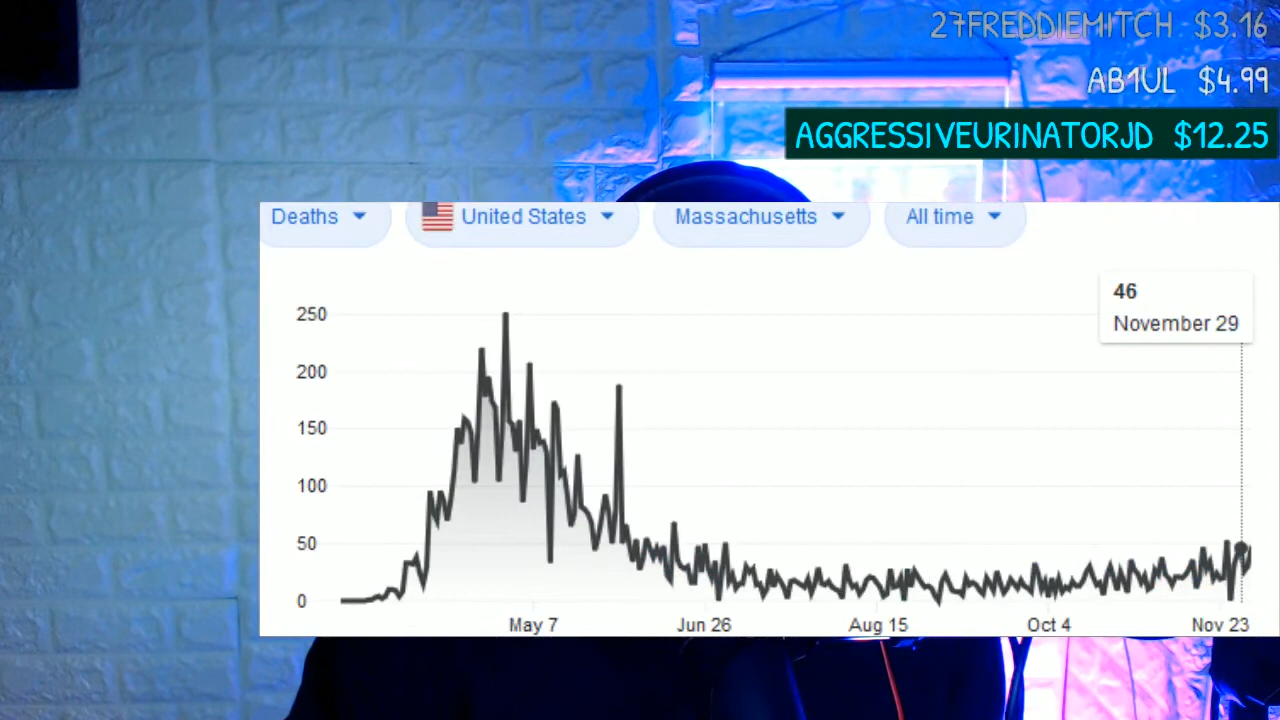 27FREDDIEMITCH $3.16
AB1UL $4.99
AGGRESSIVEURINATORJD $12.25
Deaths United States Massachusetts All time
46
November 29
250
200
150
100
50
0
May 7 Jun 26 Aug 15 Oct 4 Nov 23